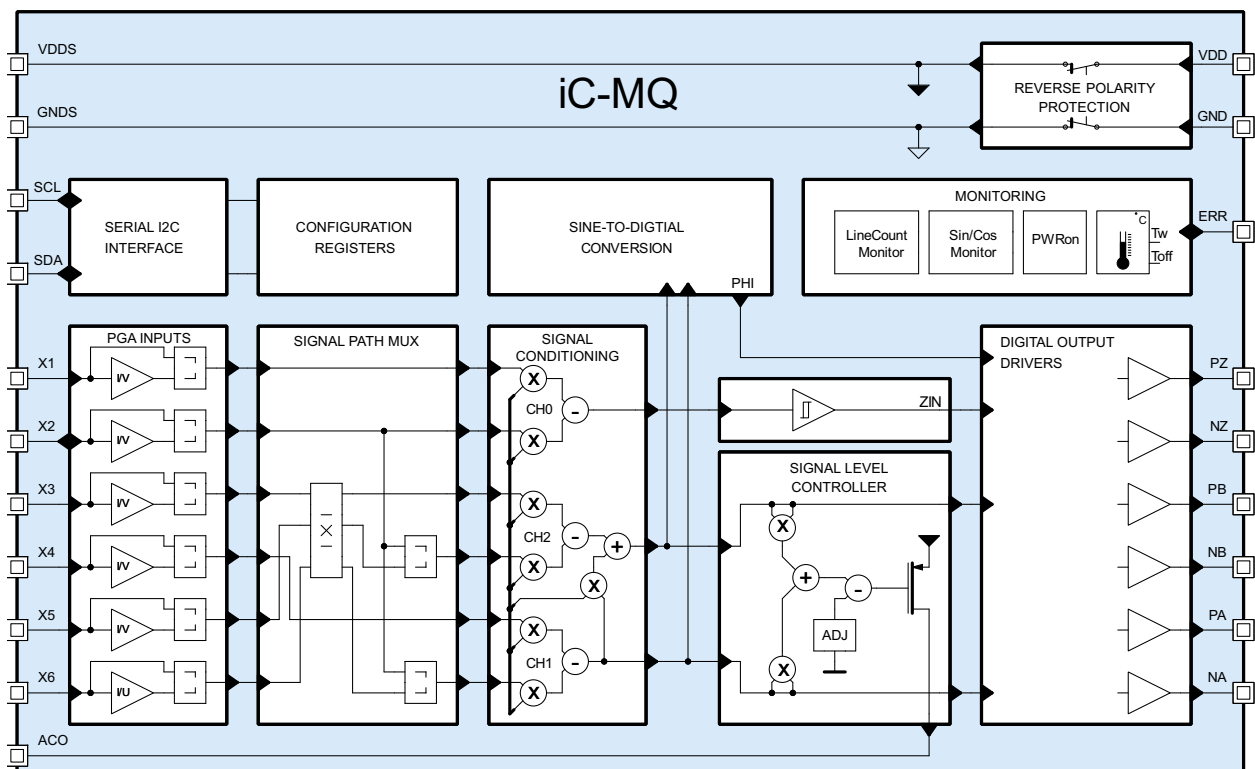 VDDS
iC-MQ
VDD
REVERSE POLARITY
PROTECTION
GNDS
GND
SCL
SERIAL I2C
INTERFACE
SDA
CONFIGURATION
REGISTERS
SINE-TO-DIGTIAL
CONVERSION
PHI
MONITORING
LineCount
Monitor
Sin/Cos
Monitor
PWRon
°C
Tw
Toff
ERR
PGA INPUTS
SIGNAL PATH MUX
SIGNAL
CONDITIONING
DIGITAL OUTPUT
DRIVERS
X1
I/V
X2
I/V
X3
I/V
X4
I/V
X5
I/V
X6
I/U
ACO
X
-
CH0
X
X
-
+
CH2
X
X
X
-
CH1
X
ZIN
SIGNAL LEVEL
CONTROLLER
X
+
-
ADJ
X
PZ
NZ
PB
NB
PA
NA